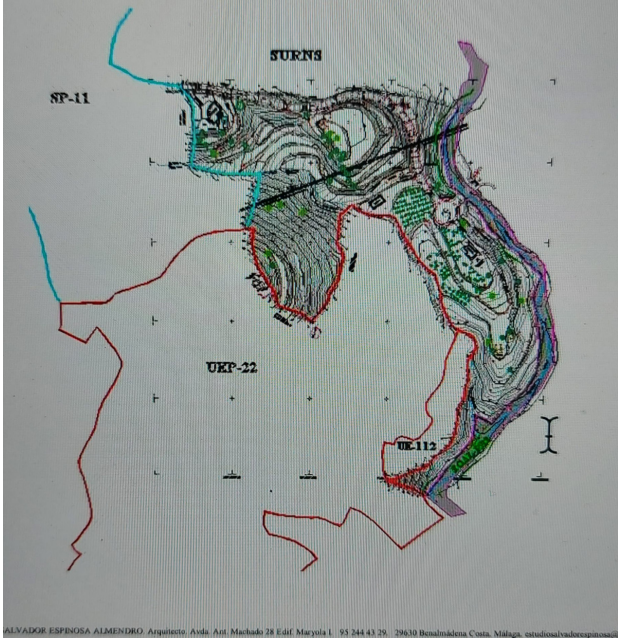 SURNS
SP-11
UEP-22
UE-112
SALVADOR ESPINOSA ALMENDRO. Arquitecto. Avda. Ant. Machado 28 Edif. Maryola I. 95 244 43 29. 29630 Benalmádena Costa, Málaga. estudiosalvadorespinosa@